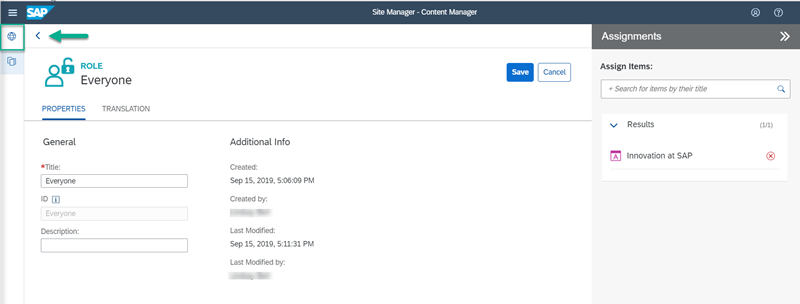 SAP
Site Manager - Content Manager
ROLE
Everyone
Save
Cancel
PROPERTIES
TRANSLATION
General
*Title:
Everyone
ID
Everyone
Description:
Additional Info
Created:
Sep 15, 2019, 5:06:09 PM
Created by:
Last Modified:
Sep 15, 2019, 5:11:31 PM
Last Modified by:
Assignments
Assign Items:
+ Search for items by their title
Results
(1/1)
A
Innovation at SAP